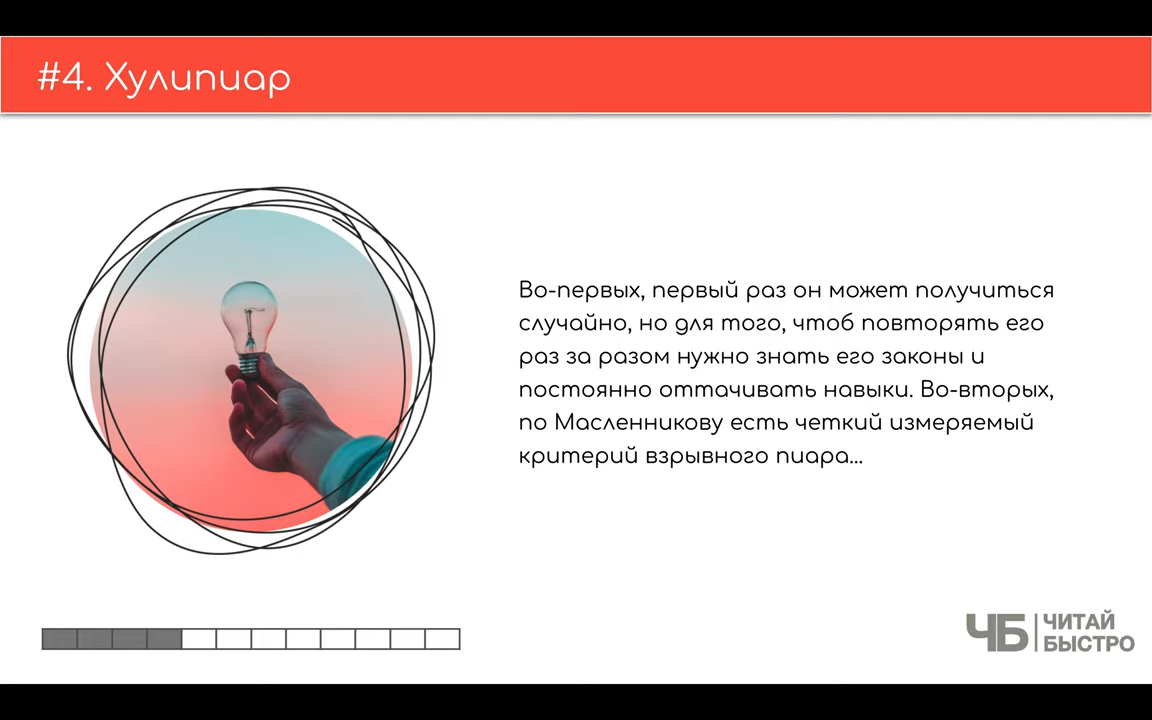 #4. Хулипиар
Во-первых, первый раз он может получиться
случайно, но для того, чтоб повторять его
раз за разом нужно знать его законы и
постоянно оттачивать навыки. Во-вторых,
по Масленникову есть четкий измеряемый
критерий взрывного пиара...
ЧБ ЧИТАЙ
БЫСТРО